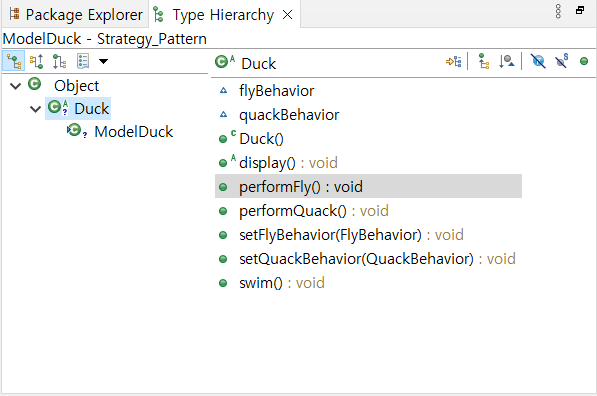 Package Explorer Type Hierarchy
ModelDuck - Strategy_Pattern
Object
Duck
ModelDuck
Duck
flyBehavior
quackBehavior
Duck()
display() : void
performFly() : void
performQuack() : void
setFlyBehavior(FlyBehavior) : void
setQuackBehavior(QuackBehavior) : void
swim() : void